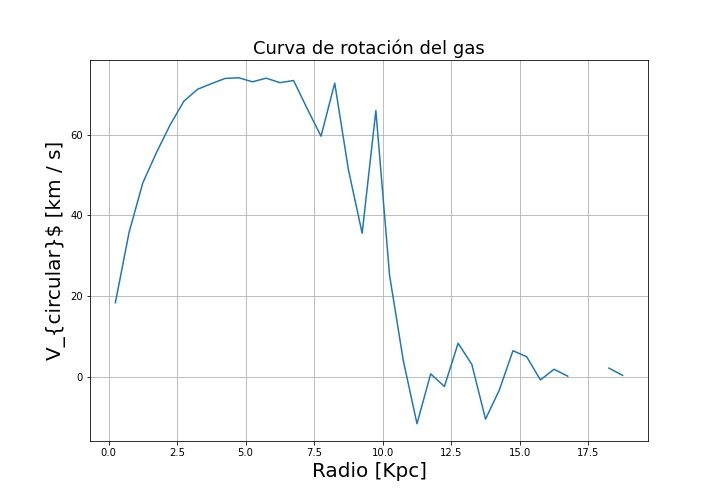 Curva de rotación del gas
V_{circular}$ [km / s]
60
40
20
0
0.0 2.5 5.0 7.5 10.0 12.5 15.0 17.5
Radio [Kpc]